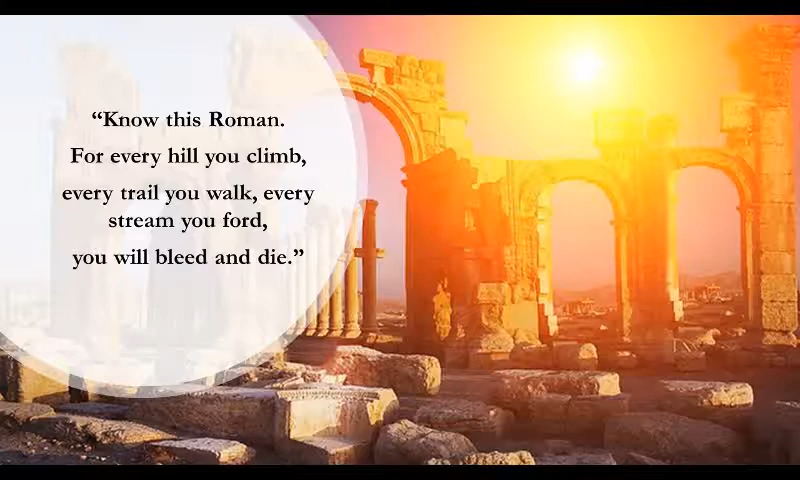 “Know this Roman.
For every hill you climb,
every trail you walk, every
stream you ford,
you will bleed and die.”